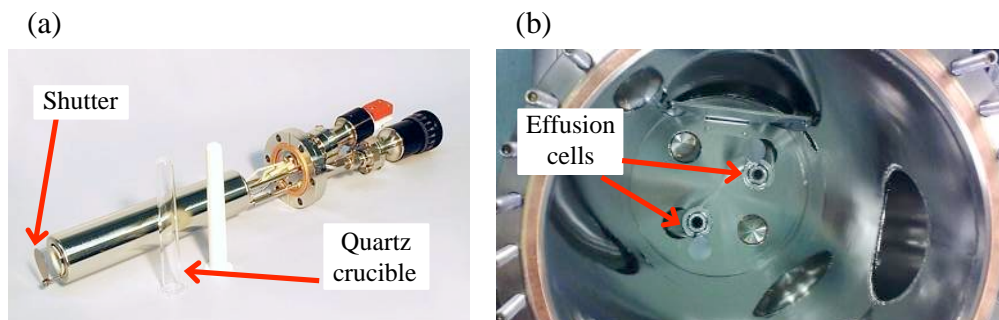 (a)
(b)
Shutter
Quartz
crucible
Effusion
cells